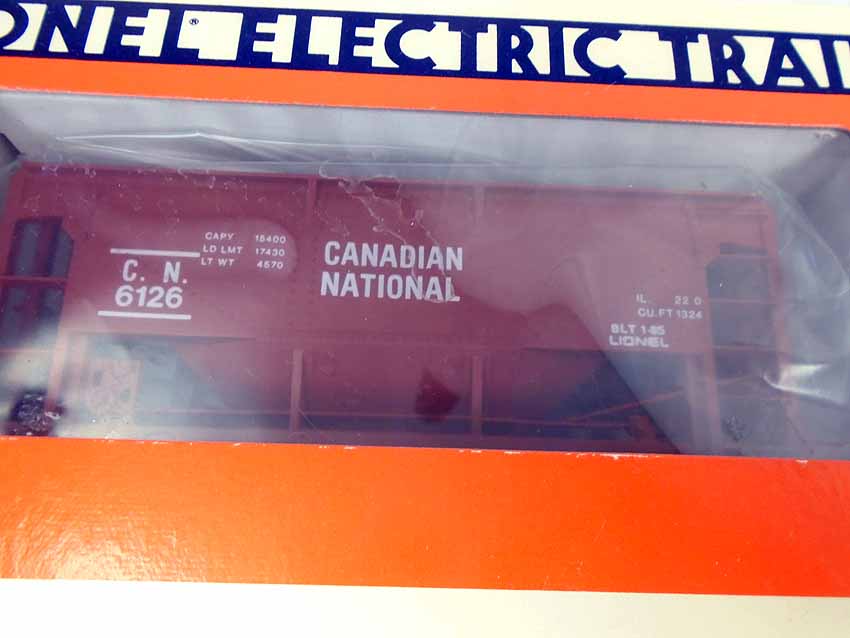 ONEL® ELECTRIC TRAI
C. N.
6126
CAPY 15400
LD LMT 17430
LT WT 4570
CANADIAN
NATIONAL
IL. 22 0
CU. FT 1324
BLT 1-85
LIONEL